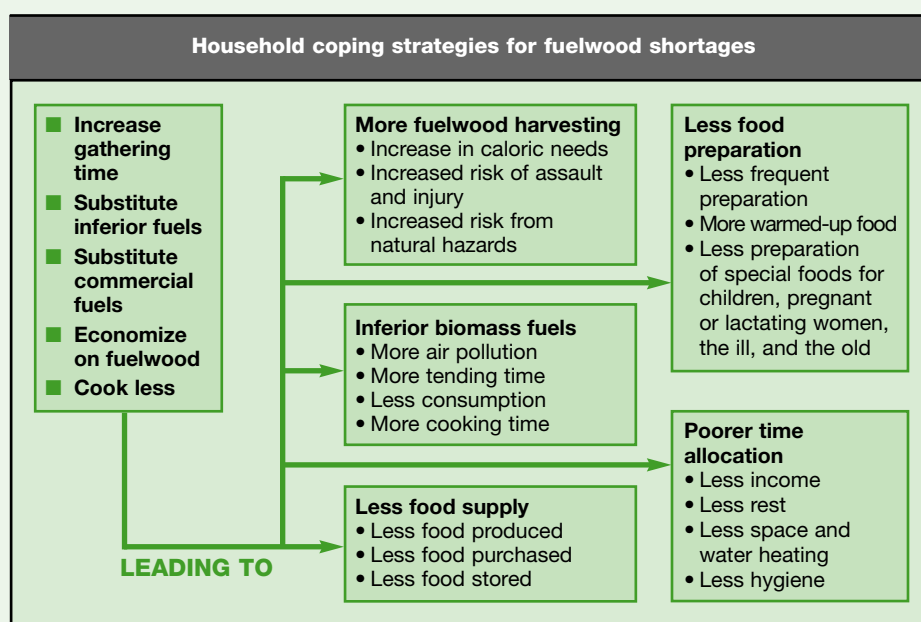 Household coping strategies for fuelwood shortages
■ Increase
gathering
time
■ Substitute
inferior fuels
■ Substitute
commercial
fuels
■ Economize
on fuelwood
■ Cook less
LEADING TO
More fuelwood harvesting
• Increase in caloric needs
• Increased risk of assault
and injury
• Increased risk from
natural hazards
Inferior biomass fuels
• More air pollution
• More tending time
• Less consumption
• More cooking time
Less food supply
• Less food produced
• Less food purchased
• Less food stored
Less food
preparation
• Less frequent
preparation
• More warmed-up food
• Less preparation
of special foods for
children, pregnant
or lactating women,
the ill, and the old
Poorer time
allocation
• Less income
• Less rest
• Less space and
water heating
• Less hygiene